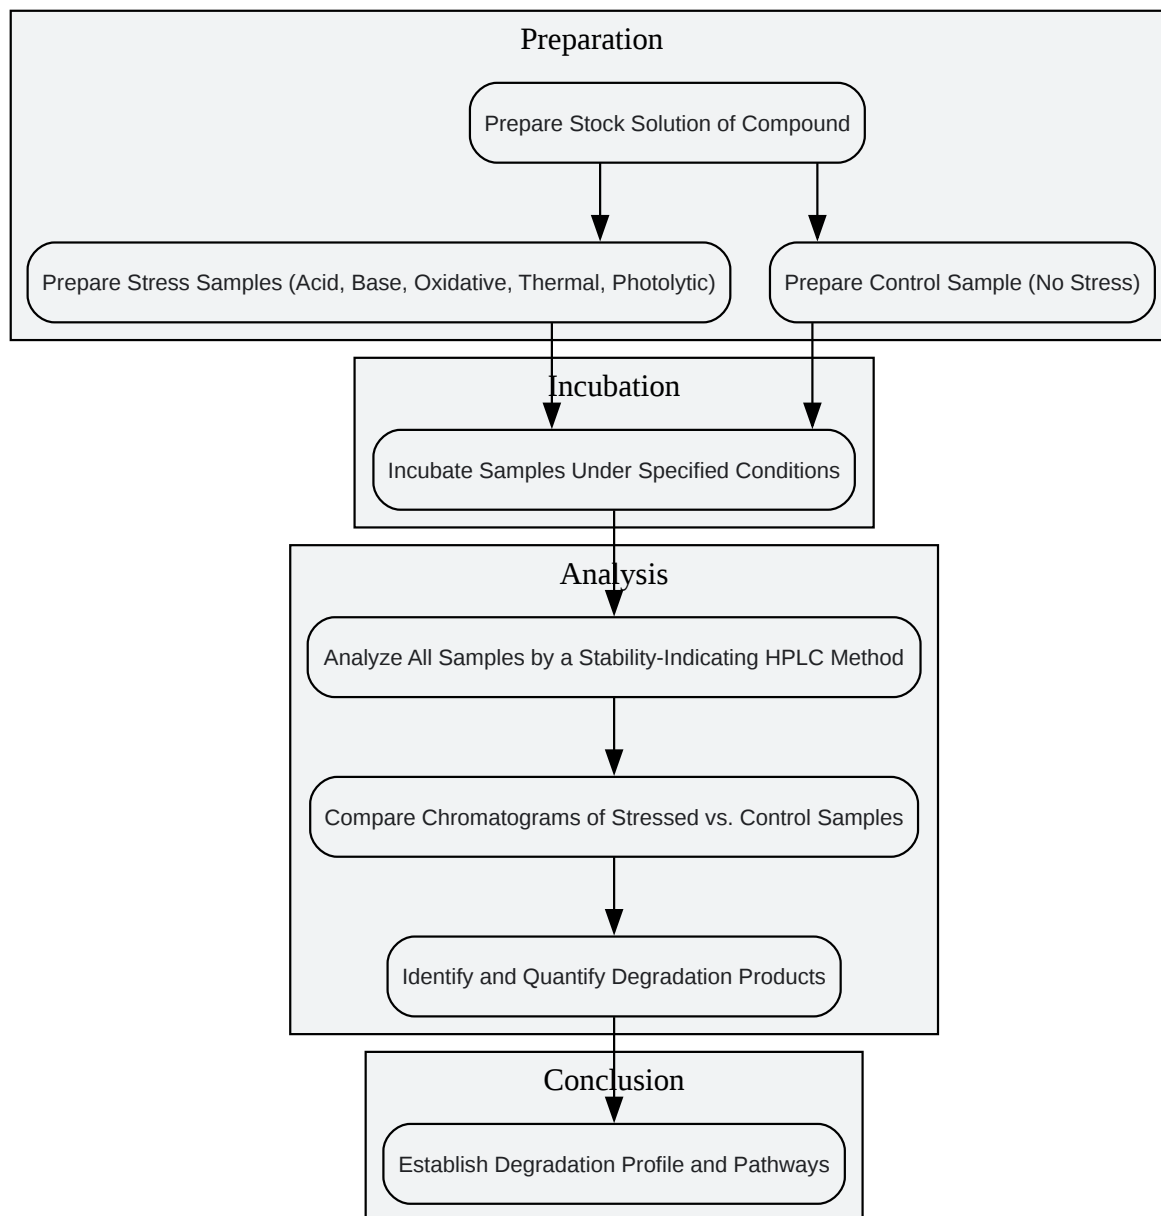 Preparation
Prepare Stock Solution of Compound
Prepare Stress Samples (Acid, Base, Oxidative, Thermal, Photolytic)
Prepare Control Sample (No Stress)
Incubation
Incubate Samples Under Specified Conditions
Analysis
Analyze All Samples by a Stability-Indicating HPLC Method
Compare Chromatograms of Stressed vs. Control Samples
Identify and Quantify Degradation Products
Conclusion
Establish Degradation Profile and Pathways